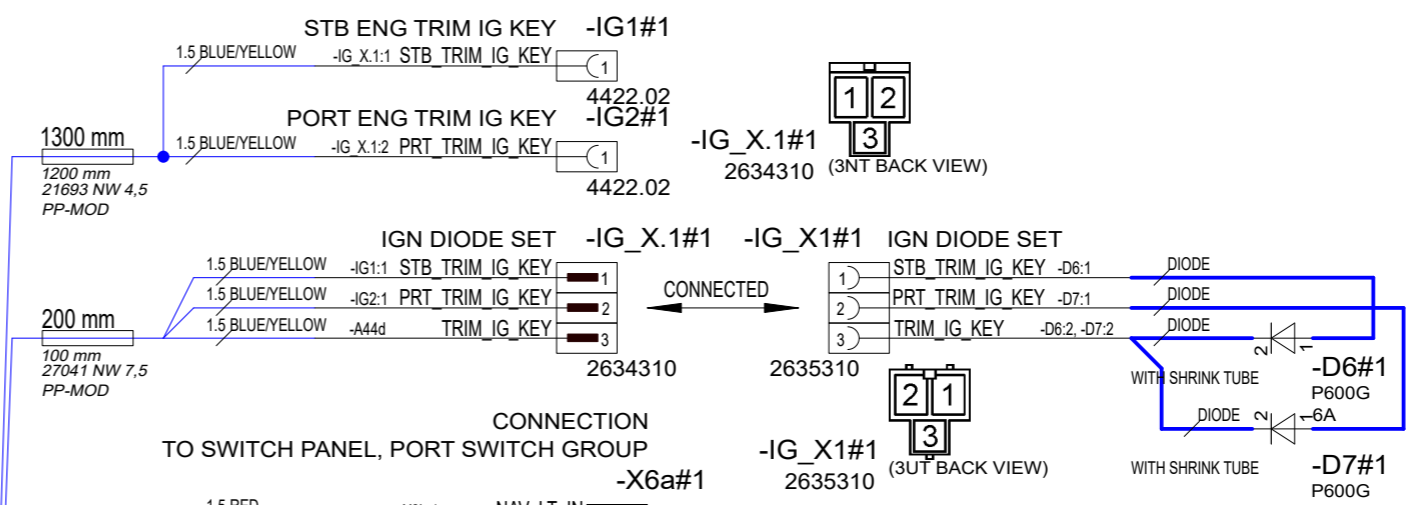 STB ENG TRIM IG KEY -IG1#1
1.5 BLUE/YELLOW -IG_X.1:1 STB_TRIM_IG_KEY 1
4422.02
PORT ENG TRIM IG KEY -IG2#1
1300 mm 1.5 BLUE/YELLOW -IG_X.1:2 PRT_TRIM_IG_KEY 1
1200 mm
21693 NW 4,5
PP-MOD
4422.02
1 2
3
-IG_X.1#1
2634310 (3NT BACK VIEW)
IGN DIODE SET -IG_X.1#1 -IG_X1#1 IGN DIODE SET
1.5 BLUE/YELLOW -IG1:1 STB_TRIM_IG_KEY 1
1.5 BLUE/YELLOW -IG2:1 PRT_TRIM_IG_KEY 2
1.5 BLUE/YELLOW -A44d TRIM_IG_KEY 3
200 mm
100 mm
27041 NW 7,5
PP-MOD
2634310
CONNECTED
1 STB_TRIM_IG_KEY -D6:1 DIODE
2 PRT_TRIM_IG_KEY -D7:1 DIODE
3 TRIM_IG_KEY -D6:2, -D7:2 DIODE 2 1
2635310
WITH SHRINK TUBE -D6#1
P600G
DIODE 2 1 6A
WITH SHRINK TUBE -D7#1
P600G
2 1
3
-IG_X1#1
2635310 (3UT BACK VIEW)
CONNECTION
TO SWITCH PANEL, PORT SWITCH GROUP
-X6a#1
1.5 RED